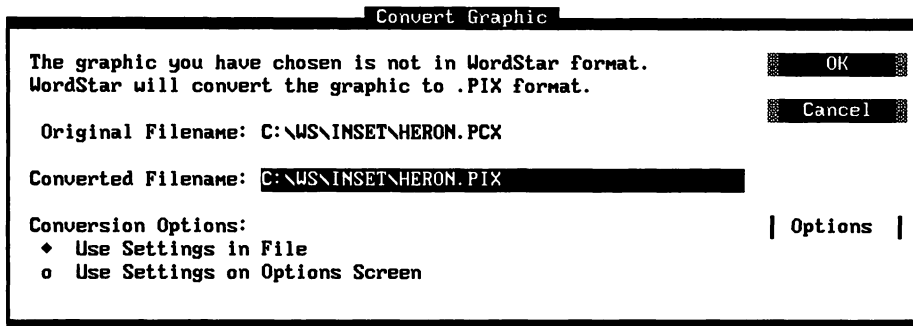 Convert Graphic
The graphic you have chosen is not in WordStar format.
WordStar will convert the graphic to .PIX format.
OK
Cancel
Original Filename: C:\WS\INSET\HERON.PCX
Converted Filename: C:\WS\INSET\HERON.PIX
Conversion Options:
◆ Use Settings in File
o Use Settings on Options Screen
Options